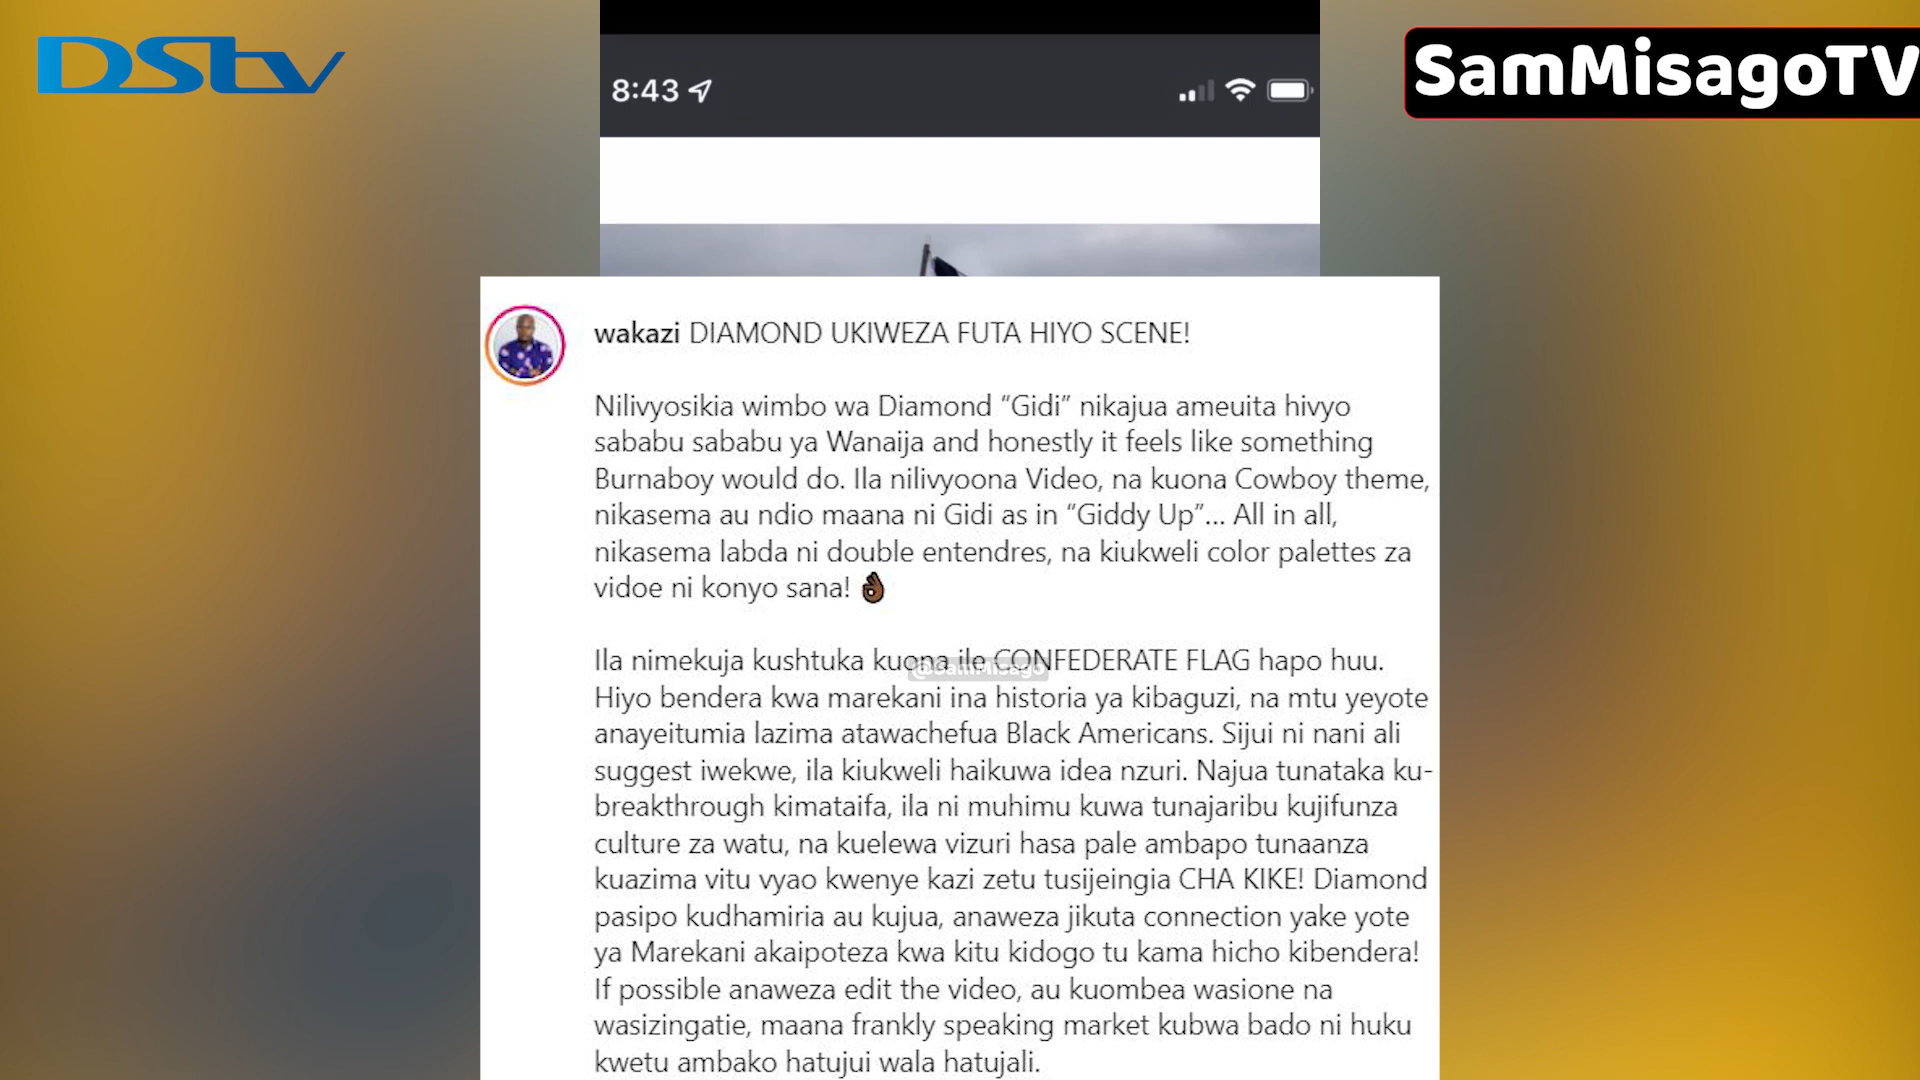 DStv
8:43
SamMisagoTV
wakazi DIAMOND UKIWEZA FUTA HIYO SCENE!
Nilivyosikia wimbo wa Diamond “Gidi” nikajua ameuita hivyo
sababu sababu ya Wanaija and honestly it feels like something
Burnaboy would do. Ila nilivyoona Video, na kuona Cowboy theme,
nikasema au ndio maana ni Gidi as in “Giddy Up”... All in all,
nikasema labda ni double entendres, na kiukweli color palettes za
vidoe ni konyo sana! 👌🏿
Ila nimekuja kushtuka kuona ile CONFEDERATE FLAG hapo huu.
@SamMisago
Hiyo bendera kwa marekani ina historia ya kibaguzi, na mtu yeyote
anayeitumia lazima atawachefua Black Americans. Sijui ni nani ali
suggest iwekwe, ila kiukweli haikuwa idea nzuri. Najua tunataka ku-
breakthrough kimataifa, ila ni muhimu kuwa tunajaribu kujifunza
culture za watu, na kuelewa vizuri hasa pale ambapo tunaanza
kuazima vitu vyao kwenye kazi zetu tusijeingia CHA KIKE! Diamond
pasipo kudhamiria au kujua, anaweza jikuta connection yake yote
ya Marekani akaipoteza kwa kitu kidogo tu kama hicho kibendera!
If possible anaweza edit the video, au kuombea wasione na
wasizingatie, maana frankly speaking market kubwa bado ni huku
kwetu ambako hatujui wala hatujali.